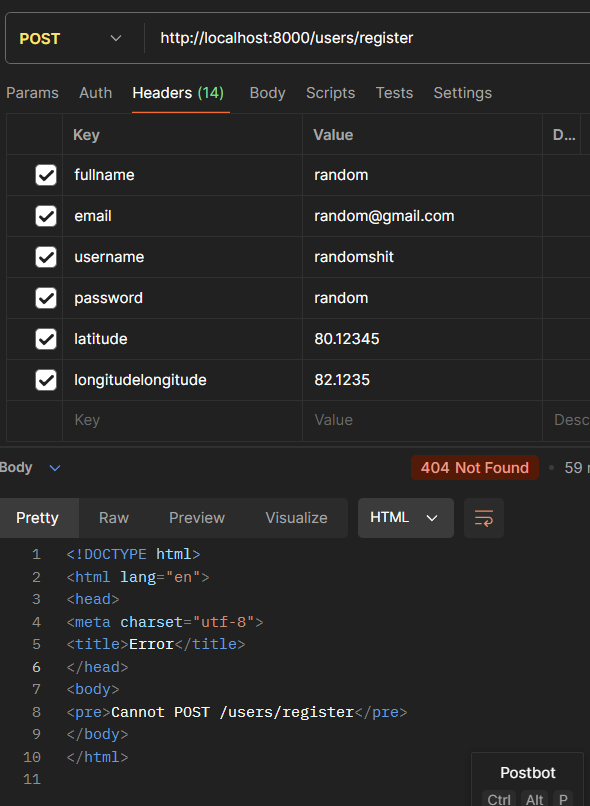 POST http://localhost:8000/users/register
Params Auth Headers (14) Body Scripts Tests Settings
Key Value D...
fullname random
email random@gmail.com
username randomshit
password random
latitude 80.12345
longitudelongitude 82.1235
Key Value Desc
Body 404 Not Found • 59
Pretty Raw Preview Visualize HTML
1 <!DOCTYPE html>
2 <html lang="en">
3 <head>
4 <meta charset="utf-8">
5 <title>Error</title>
6 </head>
7 <body>
8 <pre>Cannot POST /users/register</pre>
9 </body>
10 </html>
11
Postbot
Ctrl Alt P